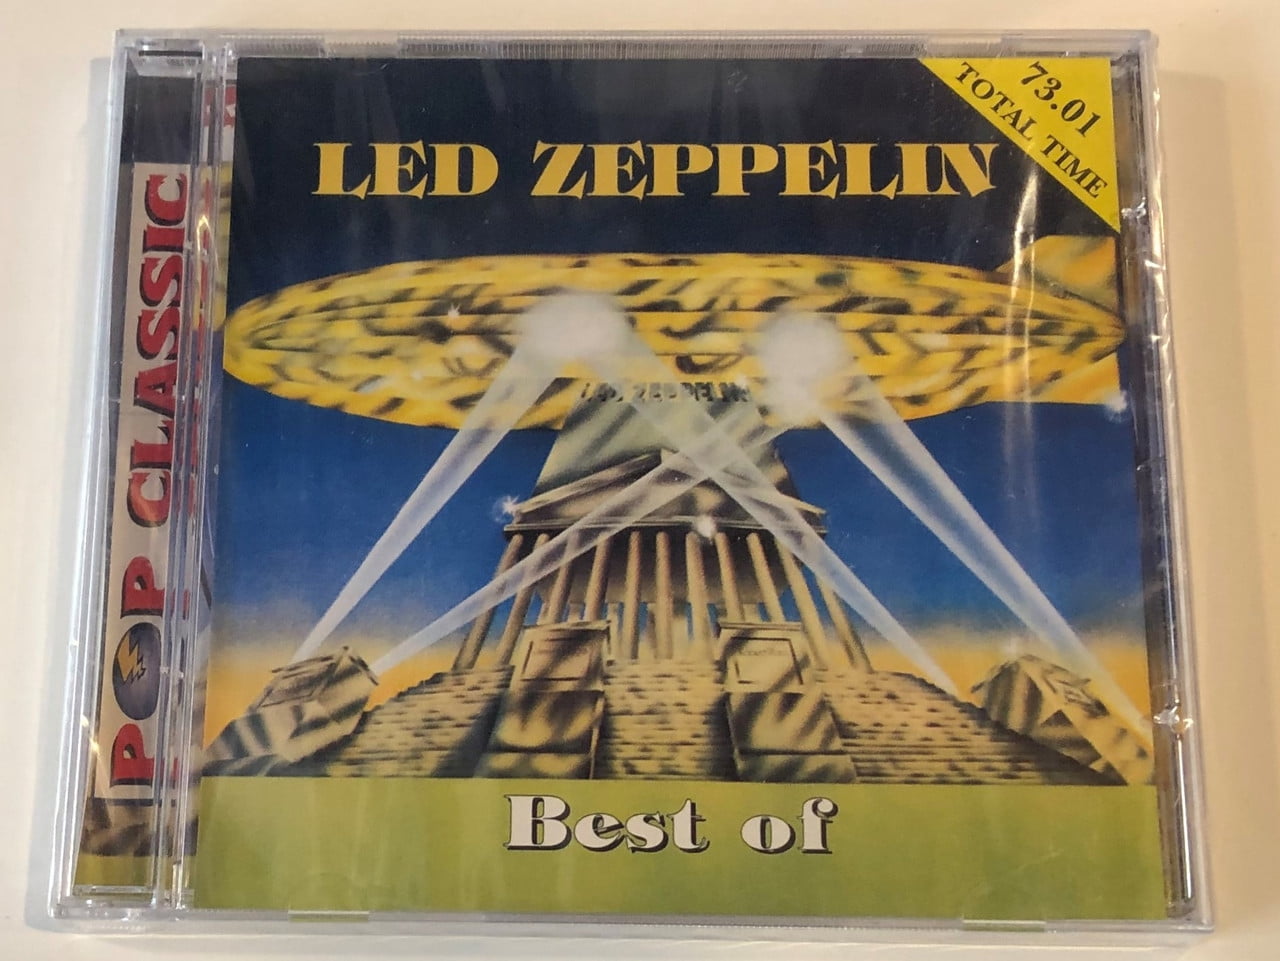 73.01
TOTAL TIME
LED ZEPPELIN
LED ZEPPELIN
POP CLASSIC
Best of